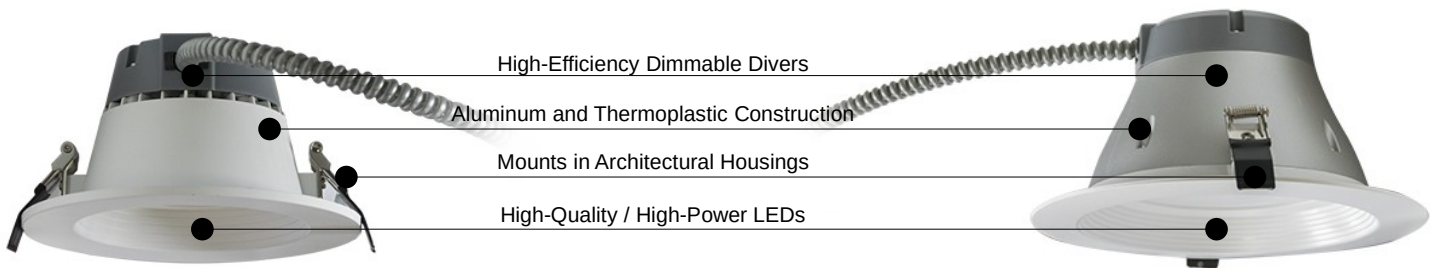 High-Efficiency Dimmable Divers
Aluminum and Thermoplastic Construction
Mounts in Architectural Housings
High-Quality / High-Power LEDs